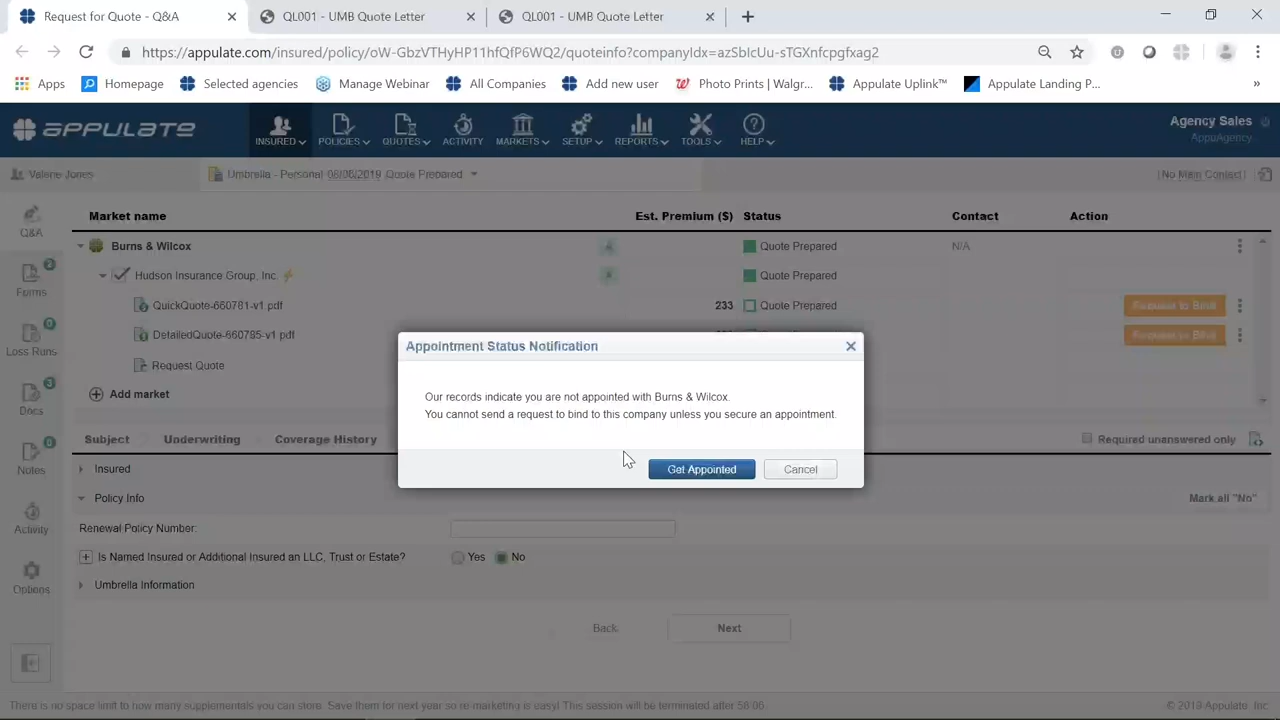 Request for Quote - Q&A
QL001 - UMB Quote Letter
QL001 - UMB Quote Letter
https://appulate.com/insured/policy/oW-GbzVTHyHP11hfQfP6WQ2/quoteinfo?companyIdx=azSbIcUu-sTGXnfcpgfxag2
Apps
Homepage
Selected agencies
Manage Webinar
All Companies
Add new user
Photo Prints | Walgr...
Appulate Uplink™
Appulate Landing P...
»
APPULATE
INSURED
POLICIES
QUOTES
ACTIVITY
MARKETS
SETUP
REPORTS
TOOLS
HELP
Agency Sales
AppuAgency
Valerie Jones
Umbrella - Personal 08/08/2019 Quote Prepared
(No Main Contact)
Q&A
Forms
2
Loss Runs
0
Docs
3
Notes
Activity
Options
Market name Est. Premium ($) Status Contact Action
Burns & Wilcox Quote Prepared N/A
Hudson Insurance Group, Inc. Quote Prepared
QuickQuote-660781-v1.pdf 233 Quote Prepared Request to Bind
DetailedQuote-660785-v1.pdf Request to Bind
Request Quote
Add market
Appointment Status Notification
Our records indicate you are not appointed with Burns & Wilcox.
You cannot send a request to bind to this company unless you secure an appointment.
Get Appointed Cancel
Subject Underwriting Coverage History Required unanswered only
Insured
Policy Info Mark all "No"
Renewal Policy Number:
Is Named Insured or Additional Insured an LLC, Trust or Estate? Yes No
Umbrella Information
Back Next
There is no space limit to how many supplementals you can store. Save them for next year so re-marketing is easy! This session will be terminated after 58:06.
© 2019 Appulate, Inc.